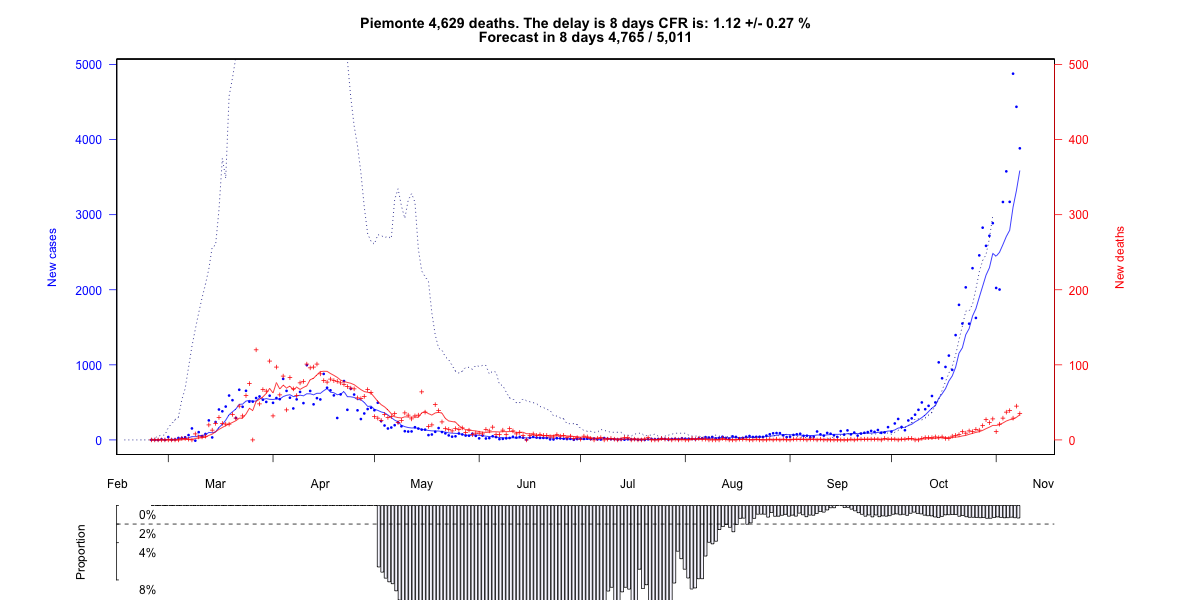 Piemonte 4,629 deaths. The delay is 8 days CFR is: 1.12 +/- 0.27 %
Forecast in 8 days 4,765 / 5,011
5000
4000
3000
2000
1000
0
New cases
500
400
300
200
100
0
New deaths
Feb Mar Apr May Jun Jul Aug Sep Oct Nov
Proportion
0%
2%
4%
8%